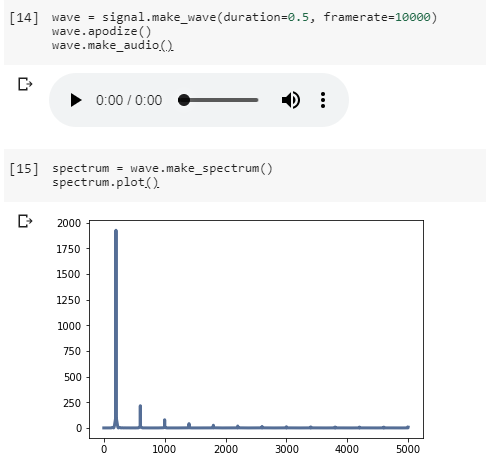 [14] wave = signal.make_wave(duration=0.5, framerate=10000)
wave.apodize()
wave.make_audio()
0:00 / 0:00
[15] spectrum = wave.make_spectrum()
spectrum.plot()
2000
1750
1500
1250
1000
750
500
250
0
0 1000 2000 3000 4000 5000